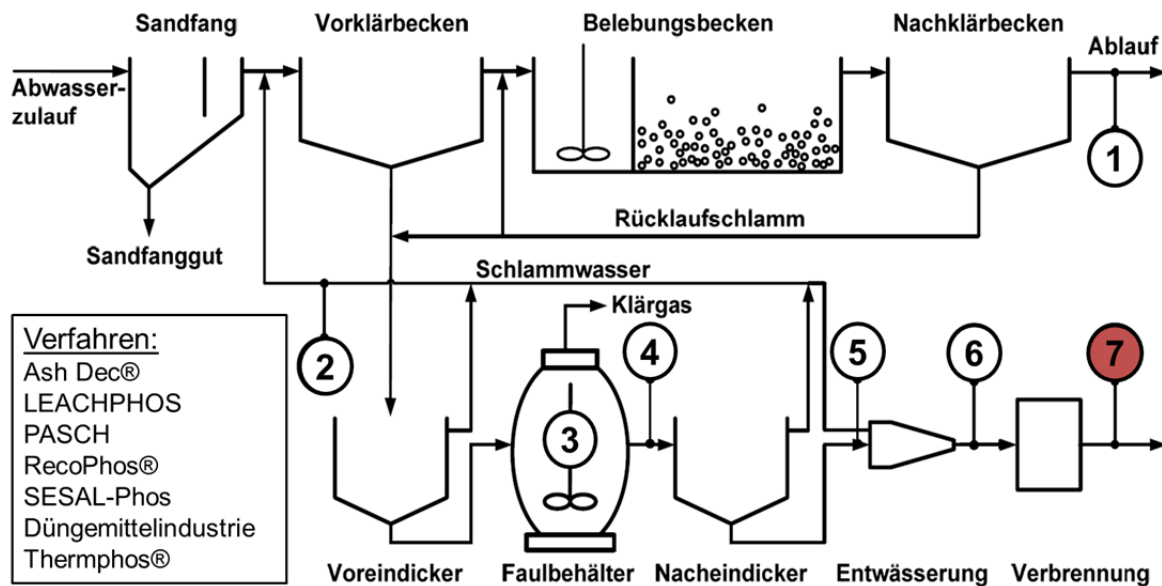 Sandfang
Vorklärbecken
Belebungsbecken
Nachklärbecken
Ablauf
Abwasser-
zulauf
1
Rücklaufschlamm
Sandfanggut
Schlammwasser
Klärgas
2
3
4
5
6
7
Verfahren:
Ash Dec®
LEACHPHOS
PASCH
RecoPhos®
SESAL-Phos
Düngemittelindustrie
Thermphos®
Voreindicker
Faulbehälter
Nacheindicker
Entwässerung
Verbrennung